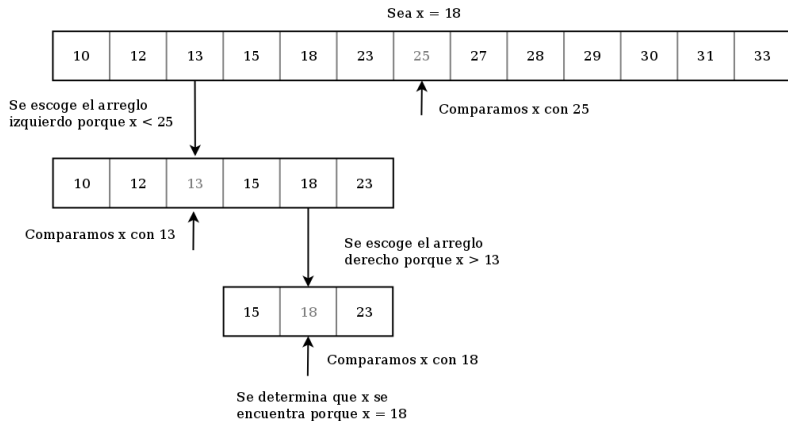 Sea x = 18
10 12 13 15 18 23 25 27 28 29 30 31 33
Se escoge el arreglo
izquierdo porque x < 25
Comparamos x con 25
10 12 13 15 18 23
Comparamos x con 13
Se escoge el arreglo
derecho porque x > 13
15 18 23
Comparamos x con 18
Se determina que x se
encuentra porque x = 18